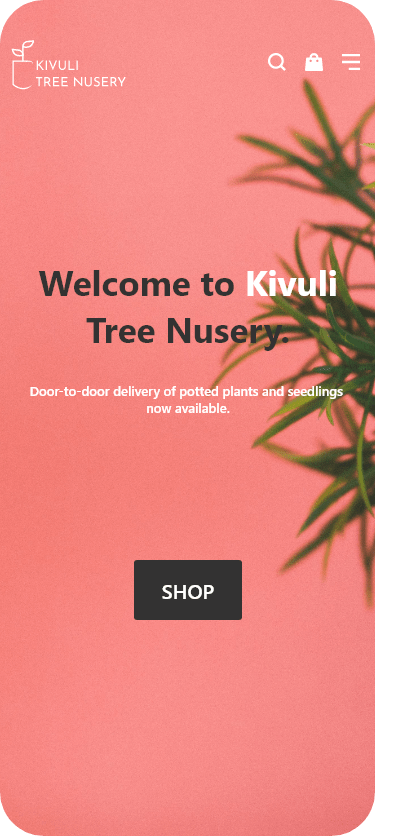 KIVULI
TREE NUSERY
Welcome to Kivuli
Tree Nusery.
Door-to-door delivery of potted plants and seedlings
now available.
SHOP